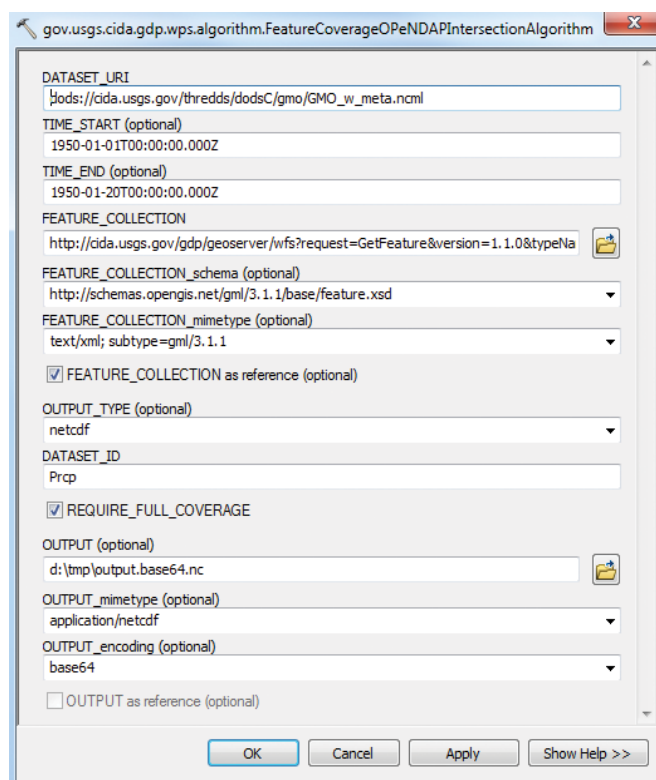 gov.usgs.cida.gdp.wps.algorithm.FeatureCoverageOPeNDAPIntersectionAlgorithm
DATASET_URI
dods://cida.usgs.gov/thredds/dodsC/gmo/GMO_w_meta.ncml
TIME_START (optional)
1950-01-01T00:00:00.000Z
TIME_END (optional)
1950-01-20T00:00:00.000Z
FEATURE_COLLECTION
http://cida.usgs.gov/gdp/geoserver/wfs?request=GetFeature&version=1.1.0&typeNa
FEATURE_COLLECTION_schema (optional)
http://schemas.opengis.net/gml/3.1.1/base/feature.xsd
FEATURE_COLLECTION_mimetype (optional)
text/xml; subtype=gml/3.1.1
FEATURE_COLLECTION as reference (optional)
OUTPUT_TYPE (optional)
netcdf
DATASET_ID
Prcp
REQUIRE_FULL_COVERAGE
OUTPUT (optional)
d:\tmp\output.base64.nc
OUTPUT_mimetype (optional)
application/netcdf
OUTPUT_encoding (optional)
base64
OUTPUT as reference (optional)
OK Cancel Apply Show Help >>